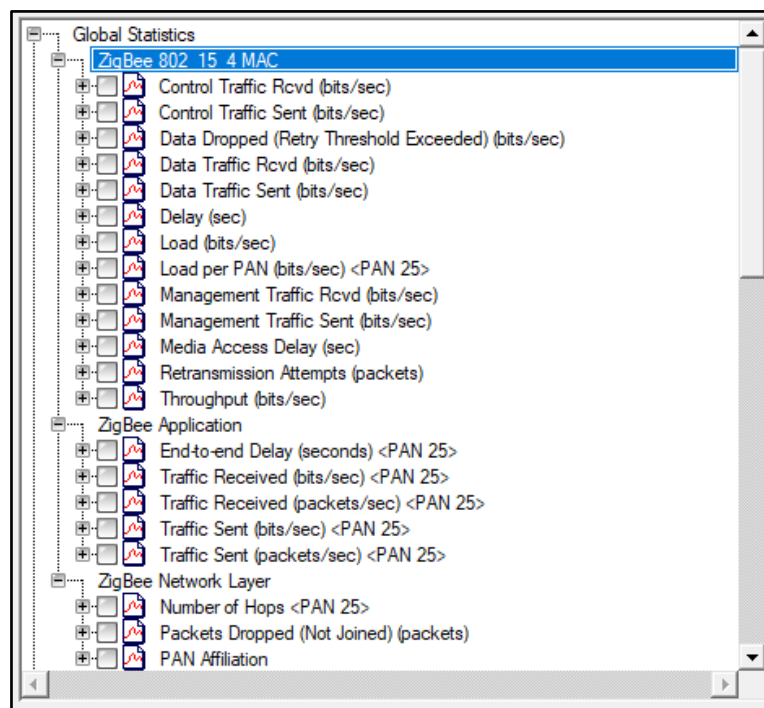 Global Statistics
ZigBee 802_15_4 MAC
Control Traffic Rcvd (bits/sec)
Control Traffic Sent (bits/sec)
Data Dropped (Retry Threshold Exceeded) (bits/sec)
Data Traffic Rcvd (bits/sec)
Data Traffic Sent (bits/sec)
Delay (sec)
Load (bits/sec)
Load per PAN (bits/sec) <PAN 25>
Management Traffic Rcvd (bits/sec)
Management Traffic Sent (bits/sec)
Media Access Delay (sec)
Retransmission Attempts (packets)
Throughput (bits/sec)
ZigBee Application
End-to-end Delay (seconds) <PAN 25>
Traffic Received (bits/sec) <PAN 25>
Traffic Received (packets/sec) <PAN 25>
Traffic Sent (bits/sec) <PAN 25>
Traffic Sent (packets/sec) <PAN 25>
ZigBee Network Layer
Number of Hops <PAN 25>
Packets Dropped (Not Joined) (packets)
PAN Affiliation